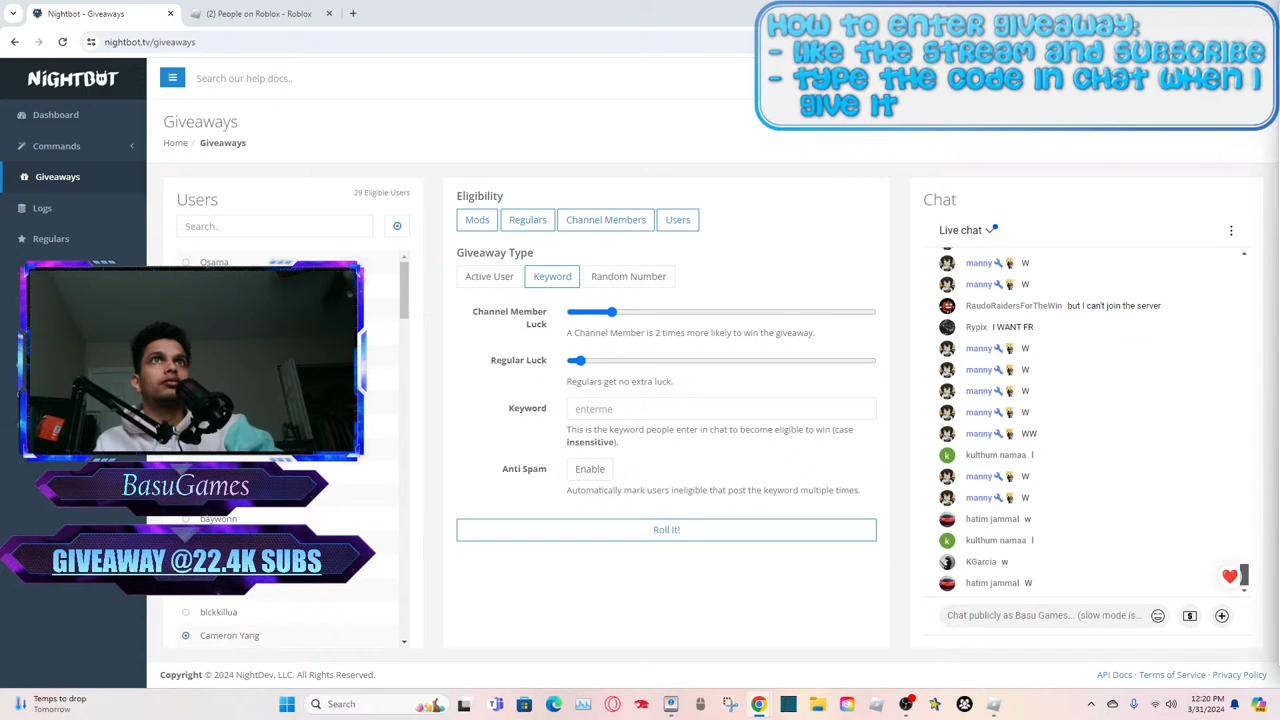 Nightbot - Giveaways
(2) People on Roblox - Roblox
nightbot.tv/giveaways
HOW TO ENTER GIVEAWAY:
- LIKE THE STREAM AND SUBSCRIBE
- TYPE THE CODE IN CHAT WHEN I
GIVE IT
NIGHTBOT
Search our help docs..
Dashboard
Commands
Giveaways
Logs
Regulars
Giveaways
Home / Giveaways
Users
29 Eligible Users
Search..
Osama
baywonn
blckkillua
Cameron Yang
BasuGames
GIVEAWAY @22.4K SUBS
Eligibility
Mods
Regulars
Channel Members
Users
Giveaway Type
Active User
Keyword
Random Number
Channel Member
Luck
A Channel Member is 2 times more likely to win the giveaway.
Regular Luck
Regulars get no extra luck.
Keyword
enterme
This is the keyword people enter in chat to become eligible to win (case
insensitive).
Anti Spam
Enable
Automatically mark users ineligible that post the keyword multiple times.
Roll It!
Chat
Live chat
manny W
manny W
RaudoRaidersForTheWin but I can't join the server
Rypix I WANT FR
manny W
manny W
manny W
manny W
manny WW
kulthum namaa l
manny W
manny W
hatim jammal w
kulthum namaa l
KGarcia w
hatim jammal W
Chat publicly as Basu Games... (slow mode is...
Copyright © 2024 NightDev, LLC. All Rights Reserved.
API Docs · Terms of Service · Privacy Policy
Temps to drop
Tomorrow
Search
12:20 PM
3/31/2024